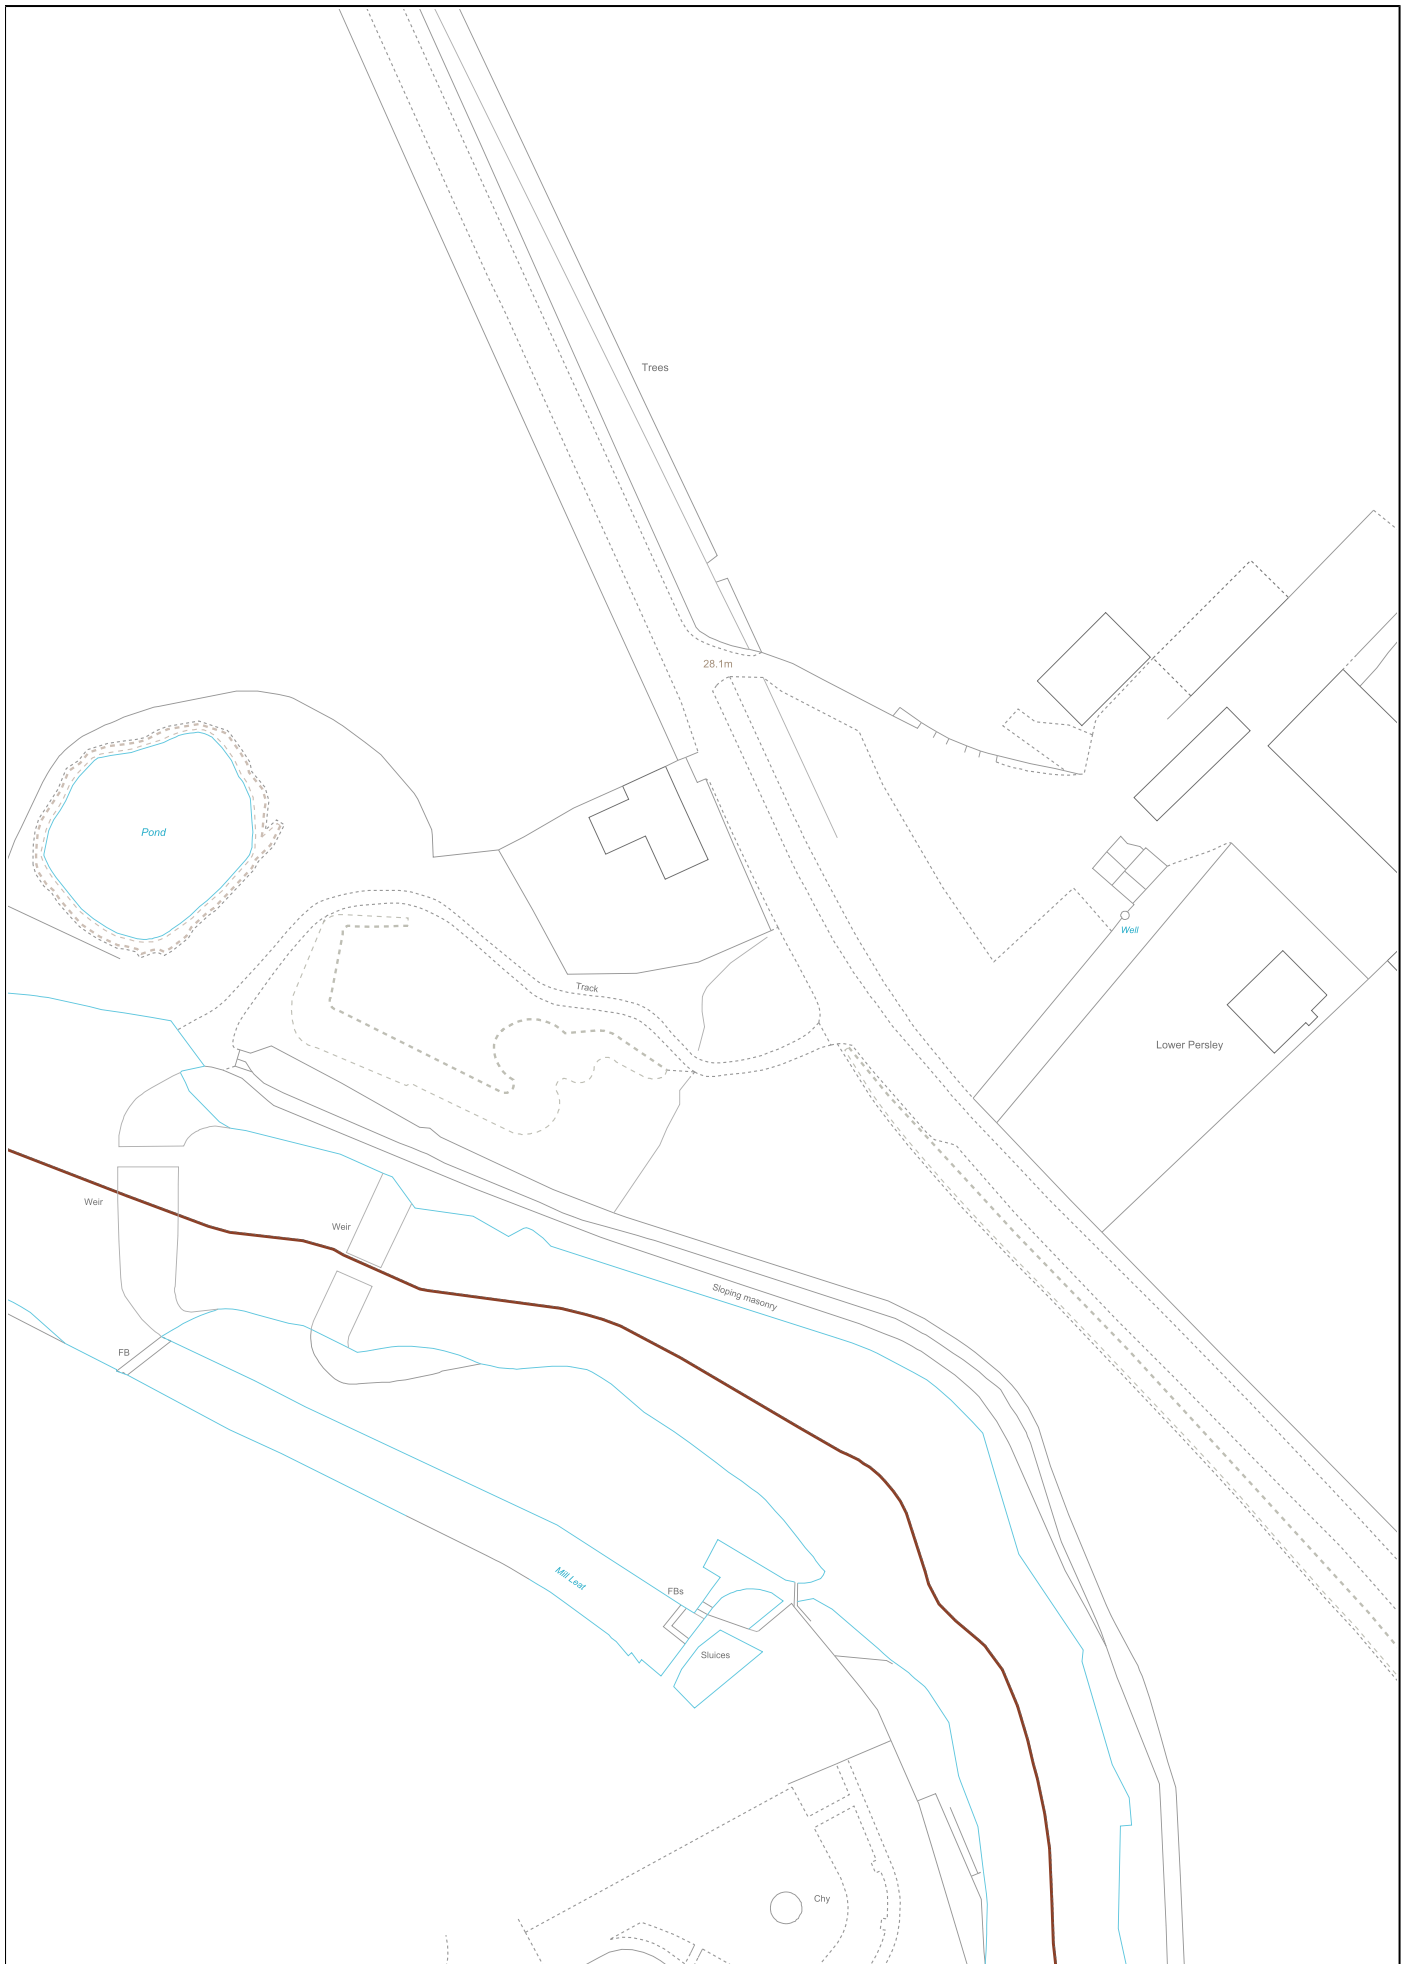 Trees
28.1m
Pond
Well
Track
Lower Persley
Weir
Weir
Sloping masonry
FB
Mill Leat
FBs
Sluices
Chy